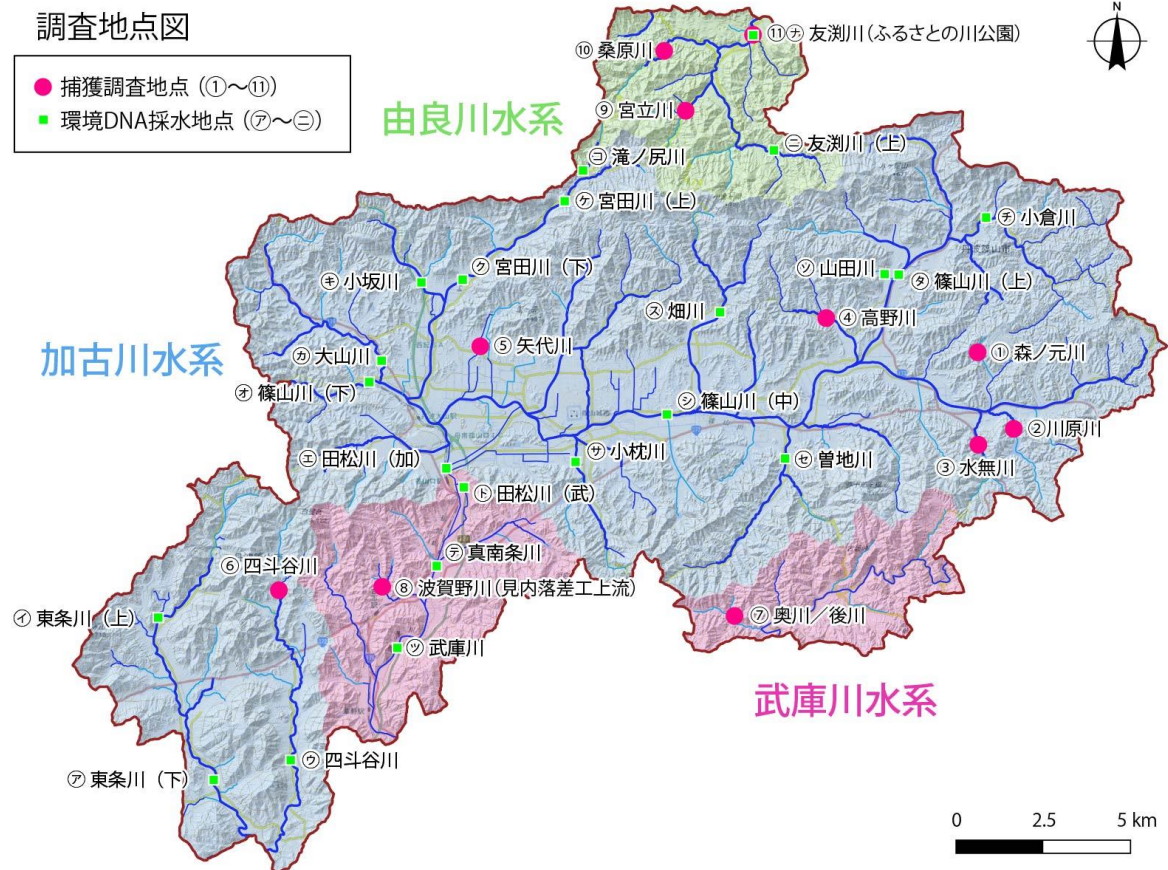 調査地点図
捕獲調査地点 (①～⑪)
環境DNA採水地点 (㋐～㋥)
N
由良川水系
加古川水系
武庫川水系
⑪㋤ 友渕川(ふるさとの川公園)
⑩ 桑原川
⑨ 宮立川
㋥ 友渕川（上）
㋙ 滝ノ尻川
㋘ 宮田川（上）
㋠ 小倉川
㋗ 宮田川（下）
㋖ 小坂川
㋞ 山田川
㋟ 篠山川（上）
㋜ 畑川
④ 高野川
⑤ 矢代川
① 森ノ元川
㋕ 大山川
㋔ 篠山川（下）
㋛ 篠山川（中）
②川原川
③ 水無川
㋓ 田松川（加）
㋚ 小枕川
㋝ 曽地川
㋣ 田松川（武）
㋢ 真南条川
⑥ 四斗谷川
⑧ 波賀野川(見内落差工上流)
㋑ 東条川（上）
⑦ 奥川／後川
㋡ 武庫川
㋒ 四斗谷川
㋐ 東条川（下）
0 2.5 5 km